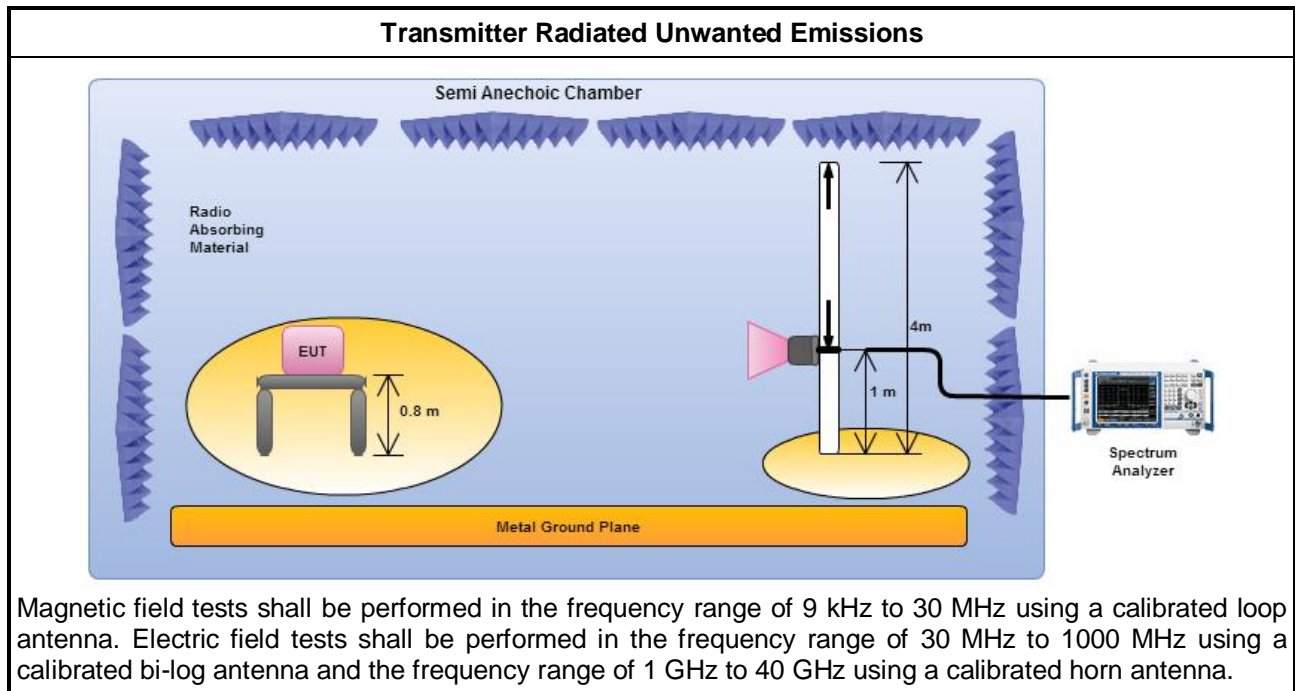 Transmitter Radiated Unwanted Emissions
Semi Anechoic Chamber
Radio
Absorbing
Material
EUT
0.8 m
4m
1 m
Spectrum
Analyzer
Metal Ground Plane
Magnetic field tests shall be performed in the frequency range of 9 kHz to 30 MHz using a calibrated loop
antenna. Electric field tests shall be performed in the frequency range of 30 MHz to 1000 MHz using a
calibrated bi-log antenna and the frequency range of 1 GHz to 40 GHz using a calibrated horn antenna.